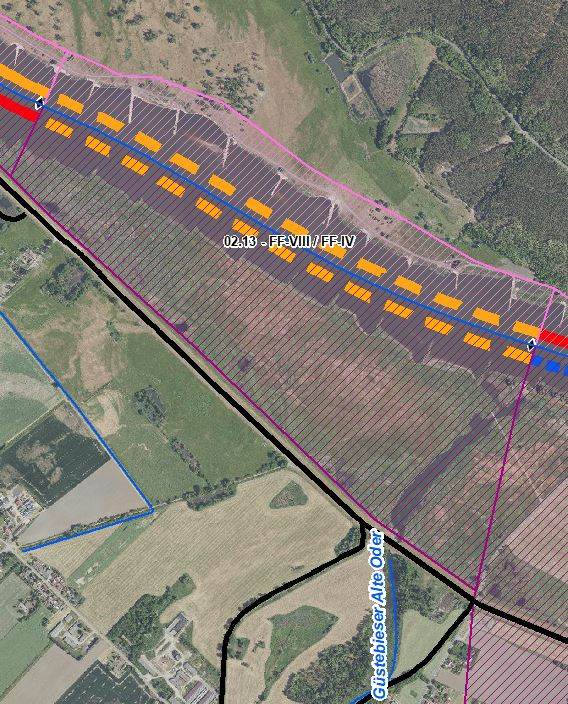 02.13 - FF-VIII / FF-IV
Güstebieser Alte Oder